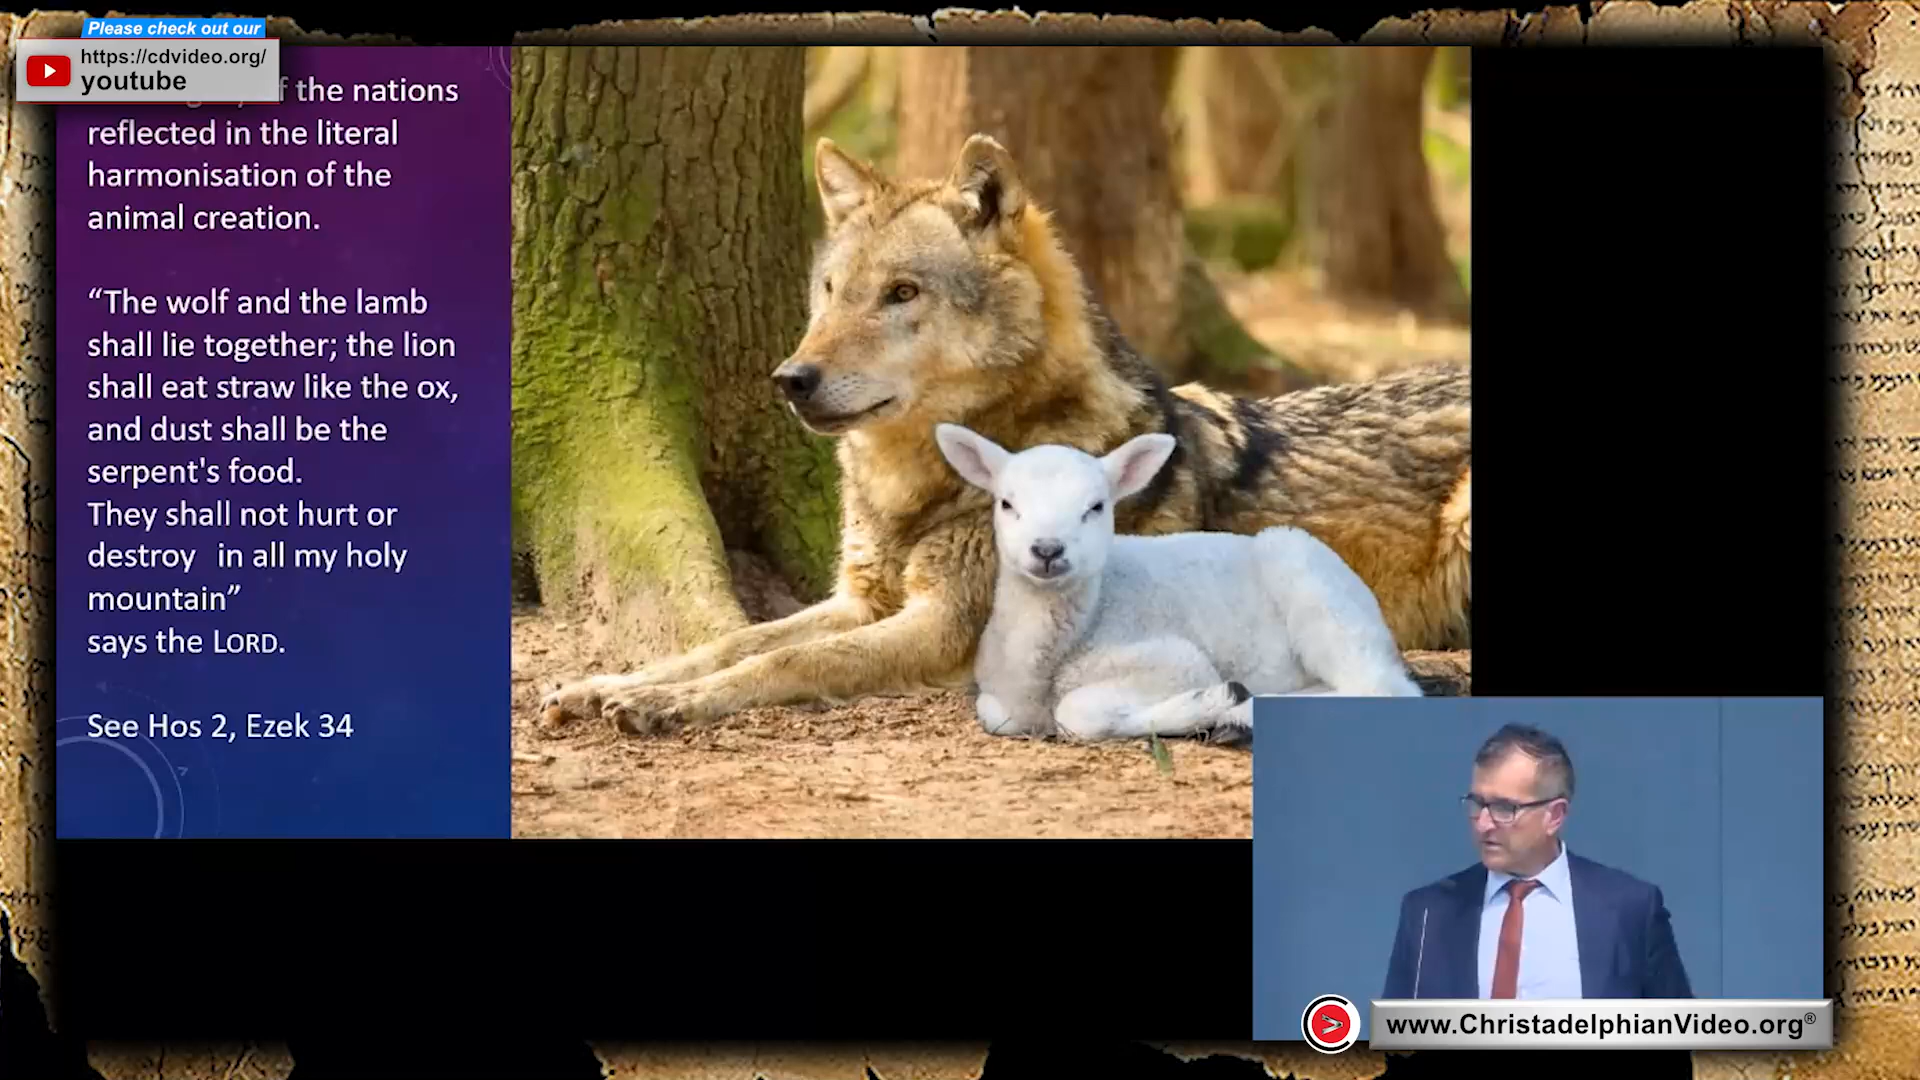 Please check out our
https://cdvideo.org/
youtube
f the nations
reflected in the literal
harmonisation of the
animal creation.
“The wolf and the lamb
shall lie together; the lion
shall eat straw like the ox,
and dust shall be the
serpent's food.
They shall not hurt or
destroy in all my holy
mountain”
says the LORD.
See Hos 2, Ezek 34
www.ChristadelphianVideo.org®